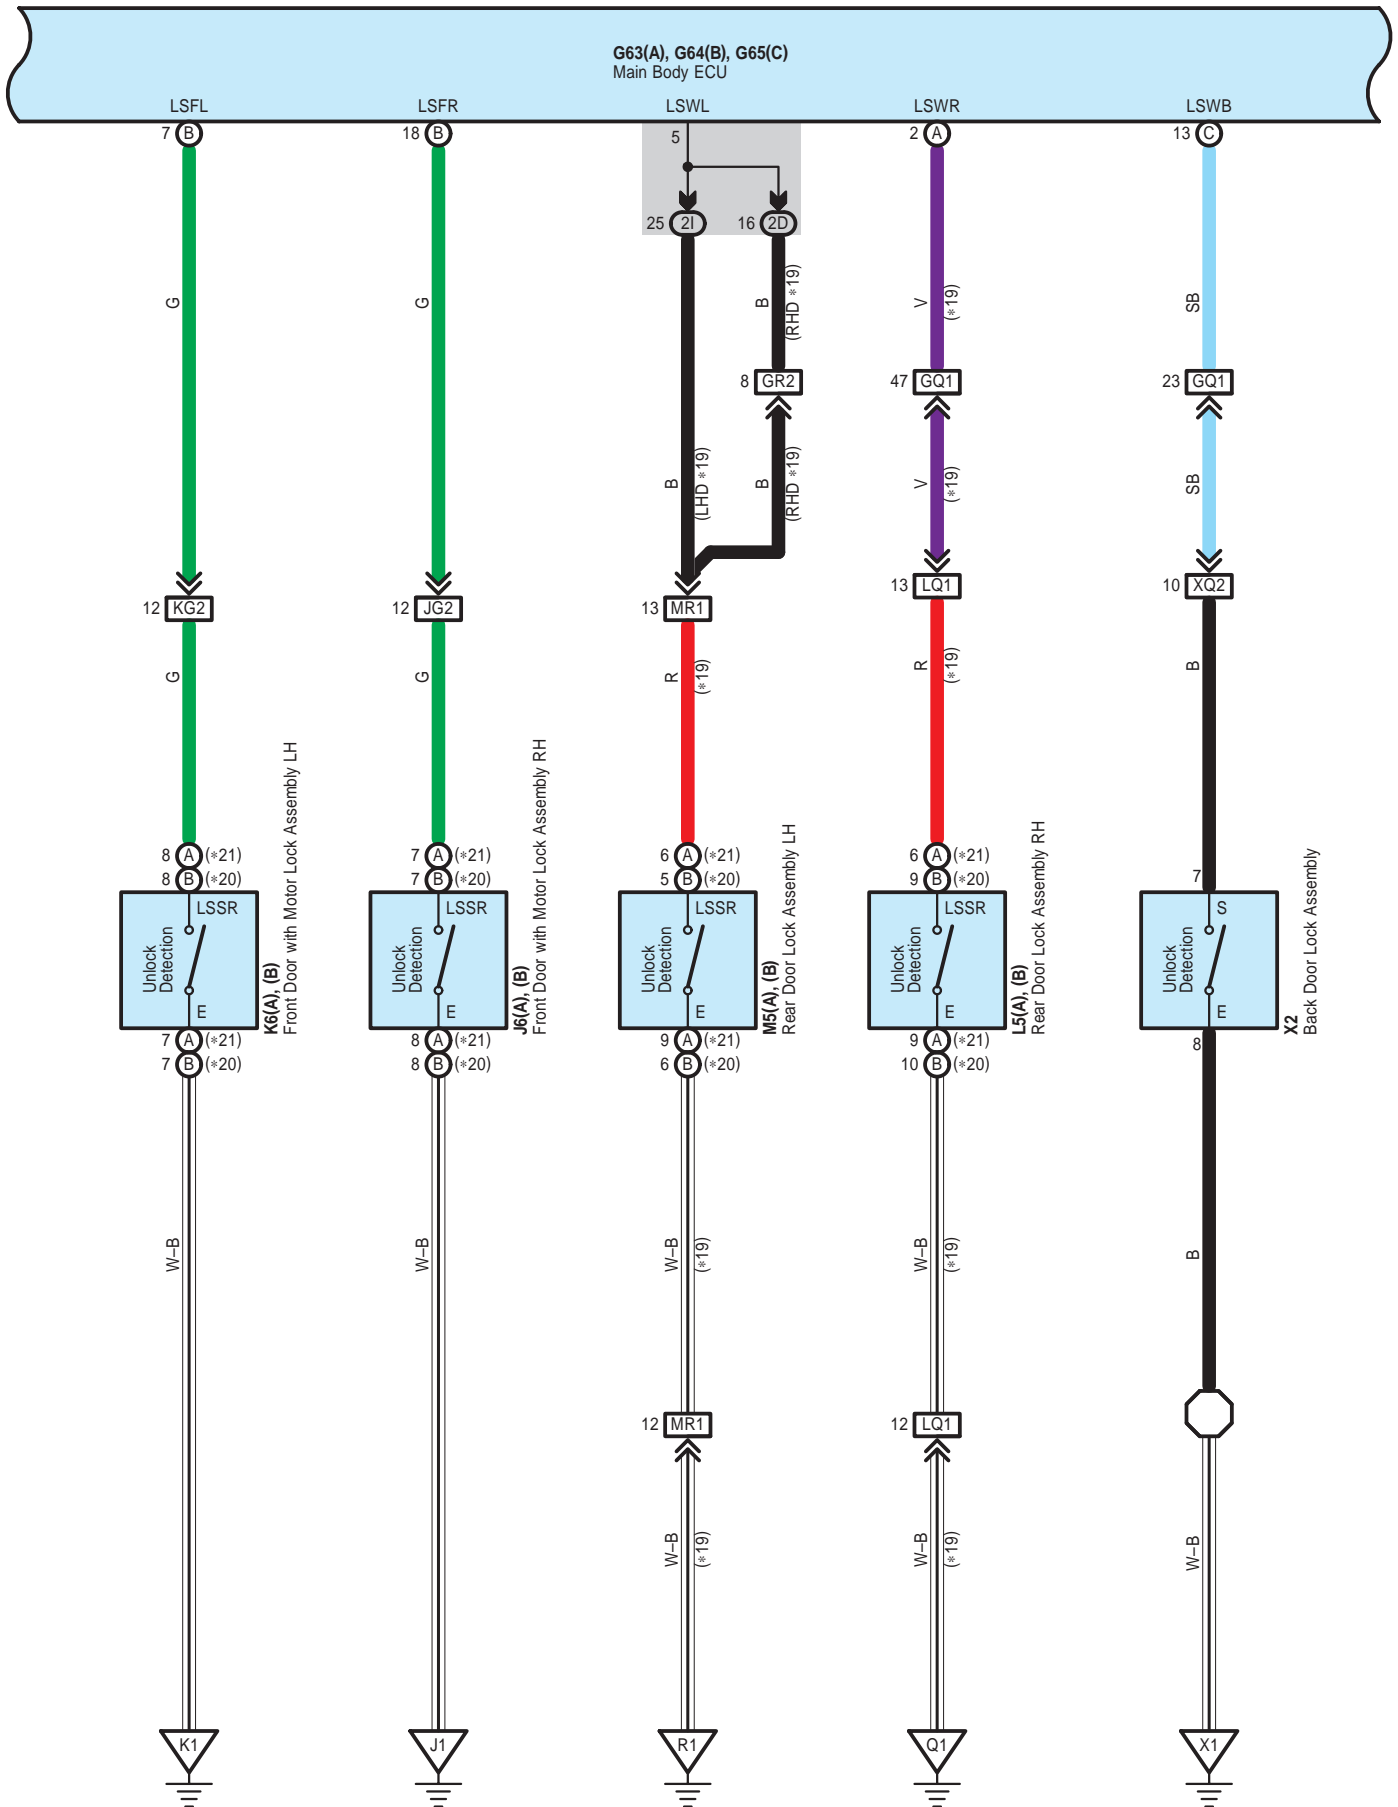 G63(A), G64(B), G65(C)
Main Body ECU
LSFL LSFR LSWL LSWR LSWB
7 B 18 B 5 2 A 13 C
25 2I 16 2D
G G B (RHD *19) V (*19) SB
8 GR2 47 GQ1 23 GQ1
B (LHD *19) B (RHD *19) V (*19) SB
12 KG2 12 JG2 13 MR1 13 LQ1 10 XQ2
G G R (*19) R (*19) B
8 A (*21) 7 A (*21) 6 A (*21) 6 A (*21) 7
8 B (*20) 7 B (*20) 5 B (*20) 9 B (*20)
LSSR LSSR LSSR LSSR S
Unlock Detection Unlock Detection Unlock Detection Unlock Detection Unlock Detection
E E E E E
K6(A), (B)
Front Door with Motor Lock Assembly LH
J6(A), (B)
Front Door with Motor Lock Assembly RH
M5(A), (B)
Rear Door Lock Assembly LH
L5(A), (B)
Rear Door Lock Assembly RH
X2
Back Door Lock Assembly
7 A (*21) 8 A (*21) 9 A (*21) 9 A (*21) 8
7 B (*20) 8 B (*20) 6 B (*20) 10 B (*20)
W–B W–B W–B (*19) W–B (*19) B
12 MR1 12 LQ1
W–B (*19) W–B (*19) W–B
K1 J1 R1 Q1 X1